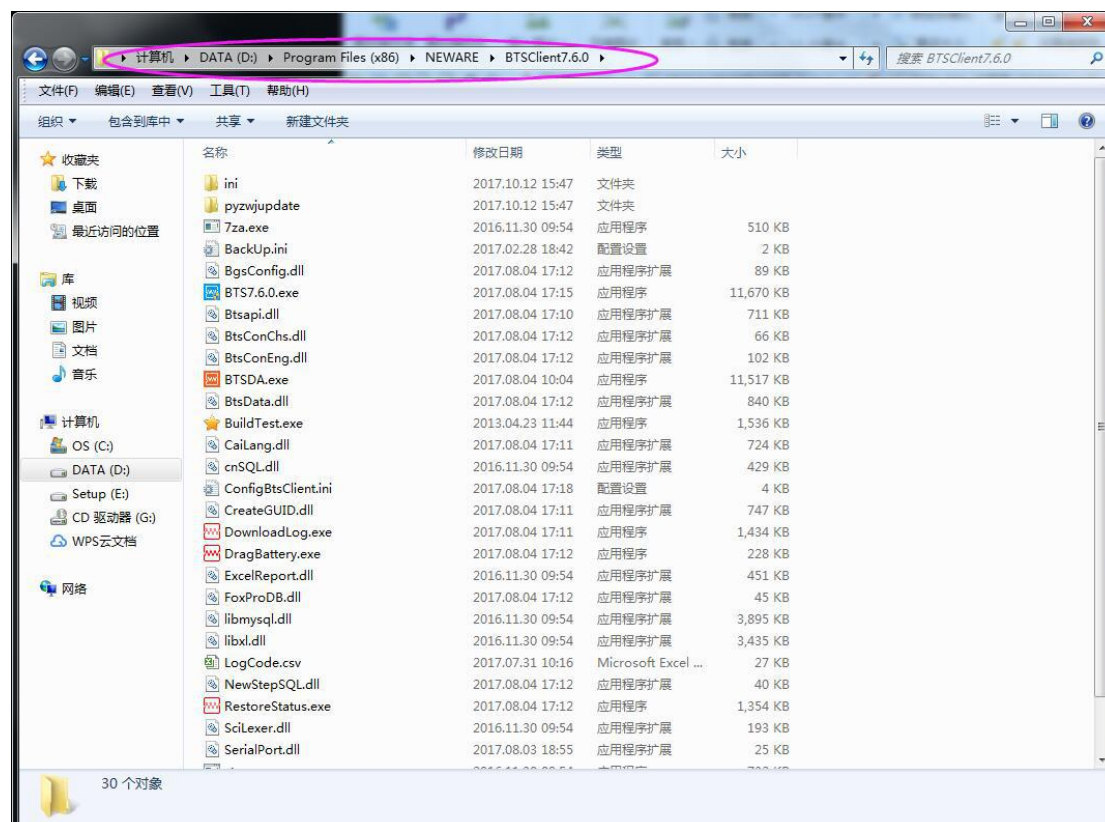 计算机 DATA (D:) Program Files (x86) NEWARE BTSClient7.6.0 搜索 BTSClient7.6.0
文件(F) 编辑(E) 查看(V) 工具(T) 帮助(H)
组织 包含到库中 共享 新建文件夹
收藏夹
下载
桌面
最近访问的位置
库
视频
图片
文档
音乐
计算机
OS (C:)
DATA (D:)
Setup (E:)
CD 驱动器 (G:)
WPS云文档
网络
名称 修改日期 类型 大小
ini 2017.10.12 15:47 文件夹
pyzwjupdate 2017.10.12 15:47 文件夹
7za.exe 2016.11.30 09:54 应用程序 510 KB
BackUp.ini 2017.02.28 18:42 配置设置 2 KB
BgsConfig.dll 2017.08.04 17:12 应用程序扩展 89 KB
BTS7.6.0.exe 2017.08.04 17:15 应用程序 11,670 KB
Btsapi.dll 2017.08.04 17:10 应用程序扩展 711 KB
BtsConChs.dll 2017.08.04 17:12 应用程序扩展 66 KB
BtsConEng.dll 2017.08.04 17:12 应用程序扩展 102 KB
BTSDA.exe 2017.08.04 10:04 应用程序 11,517 KB
BtsData.dll 2017.08.04 17:12 应用程序扩展 840 KB
BuildTest.exe 2013.04.23 11:44 应用程序 1,536 KB
CaiLang.dll 2017.08.04 17:11 应用程序扩展 724 KB
cnSQL.dll 2016.11.30 09:54 应用程序扩展 429 KB
ConfigBtsClient.ini 2017.08.04 17:18 配置设置 4 KB
CreateGUID.dll 2017.08.04 17:11 应用程序扩展 747 KB
DownloadLog.exe 2017.08.04 17:11 应用程序 1,434 KB
DragBattery.exe 2017.08.04 17:12 应用程序 228 KB
ExcelReport.dll 2016.11.30 09:54 应用程序扩展 451 KB
FoxProDB.dll 2017.08.04 17:12 应用程序扩展 45 KB
libmysql.dll 2016.11.30 09:54 应用程序扩展 3,895 KB
libxl.dll 2016.11.30 09:54 应用程序扩展 3,435 KB
LogCode.csv 2017.07.31 10:16 Microsoft Excel ... 27 KB
NewStepSQL.dll 2017.08.04 17:12 应用程序扩展 40 KB
RestoreStatus.exe 2017.08.04 17:12 应用程序 1,354 KB
SciLexer.dll 2016.11.30 09:54 应用程序扩展 193 KB
SerialPort.dll 2017.08.03 18:55 应用程序扩展 25 KB
30 个对象